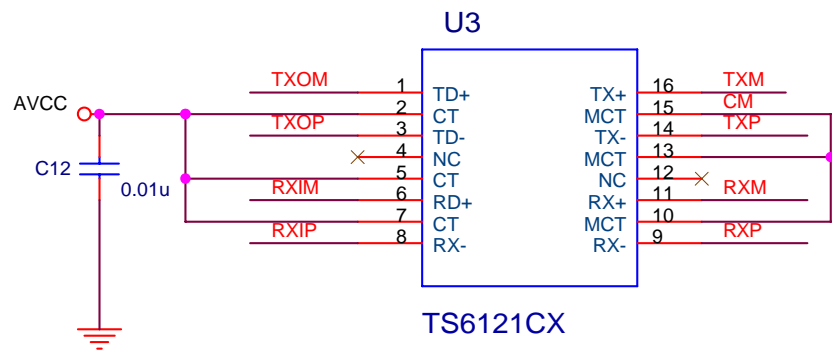 U3
TXOM 1 TD+ TX+ 16 TXM
AVCC 2 CT MCT 15 CM
TXOP 3 TD- TX- 14 TXP
4 NC MCT 13
C12 5 CT NC 12
0.01u RXIM 6 RD+ RX+ 11 RXM
7 CT MCT 10
RXIP 8 RX- RX- 9 RXP
TS6121CX